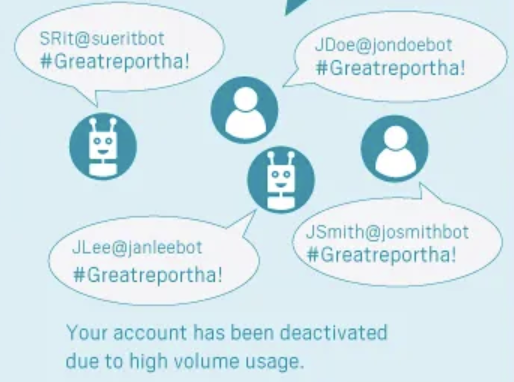 SRit@sueritbot
#Greatreportha!
JDoe@jondoebot
#Greatreportha!
JLee@janleebot
#Greatreportha!
JSmith@josmithbot
#Greatreportha!
Your account has been deactivated
due to high volume usage.